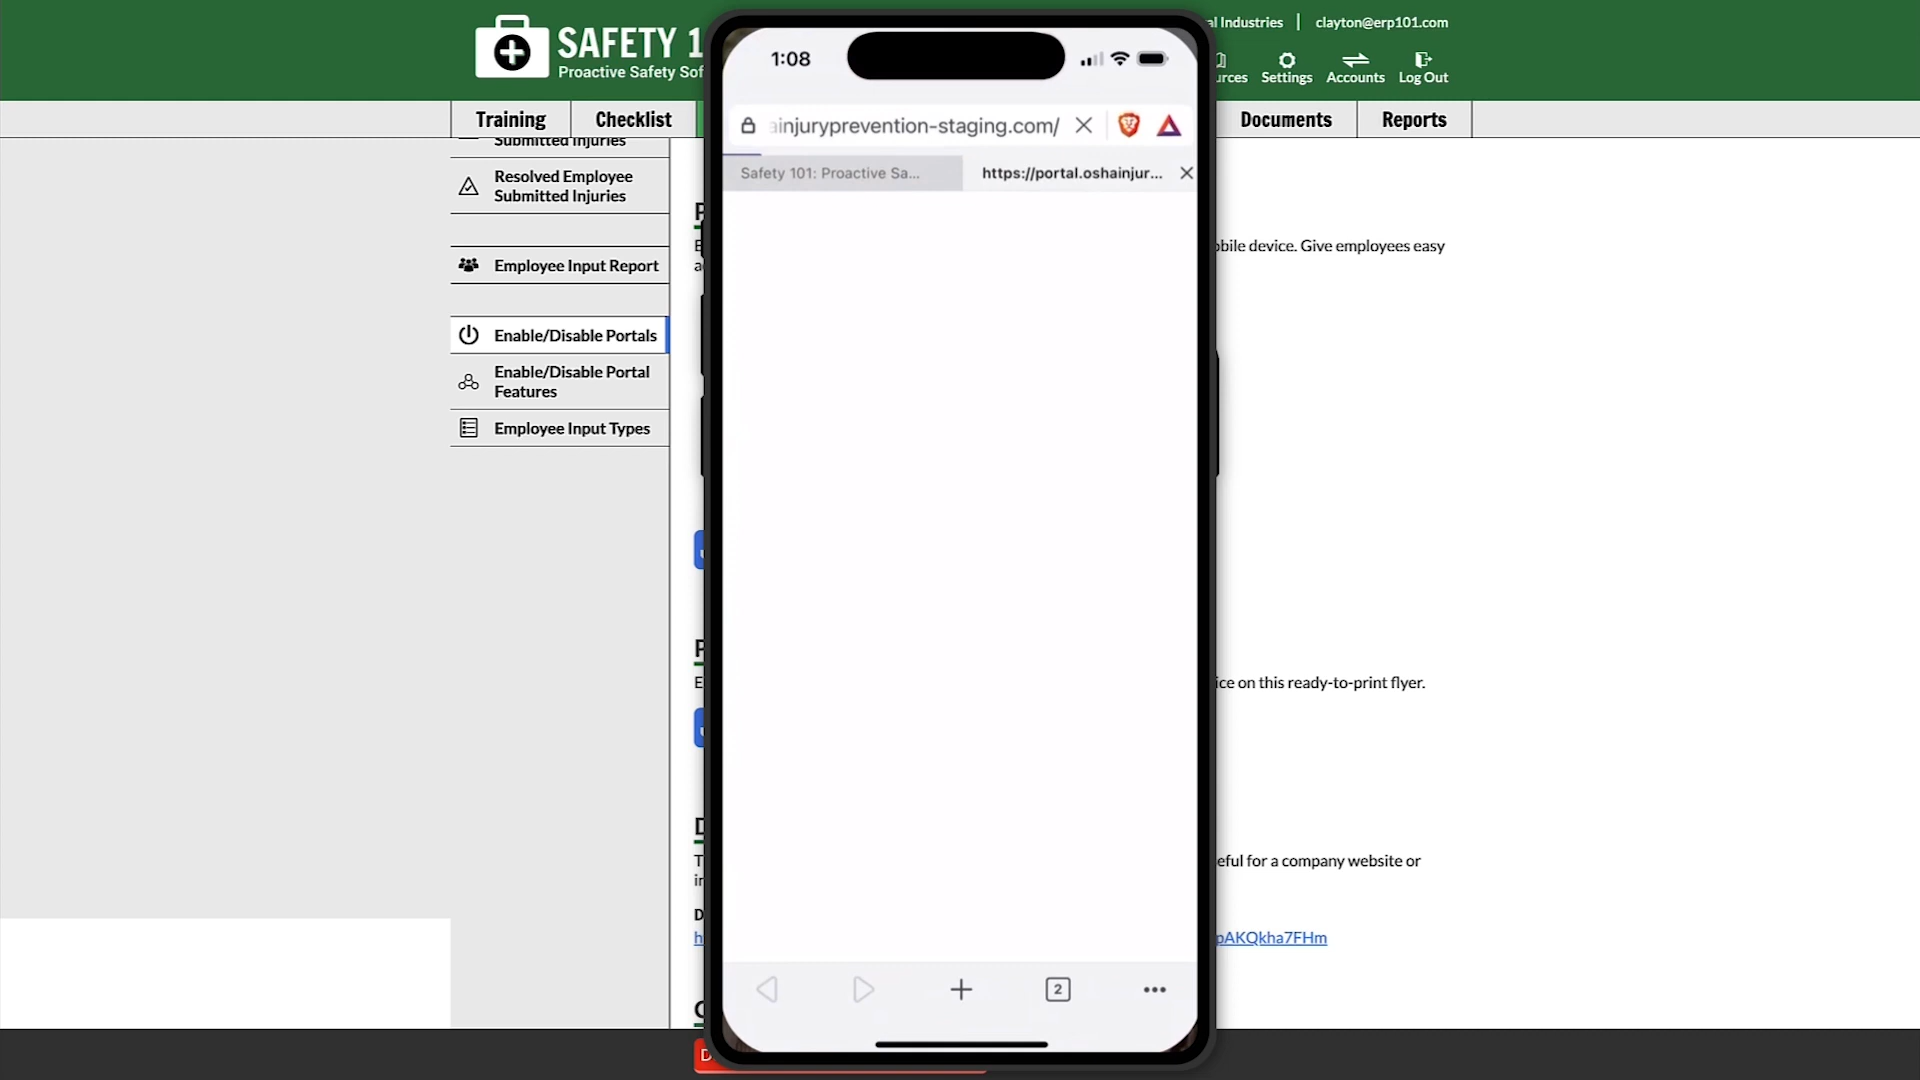 SAFETY 1
Proactive Safety Sof
al Industries | clayton@erp101.com
urces Settings Accounts Log Out
Training Checklist Documents Reports
Submitted Injuries
Resolved Employee
Submitted Injuries
Employee Input Report
Enable/Disable Portals
Enable/Disable Portal
Features
Employee Input Types
1:08
ainjuryprevention-staging.com/
Safety 101: Proactive Sa...
https://portal.oshainjur...
2
bile device. Give employees easy
ice on this ready-to-print flyer.
eful for a company website or
pAKQkha7FHm